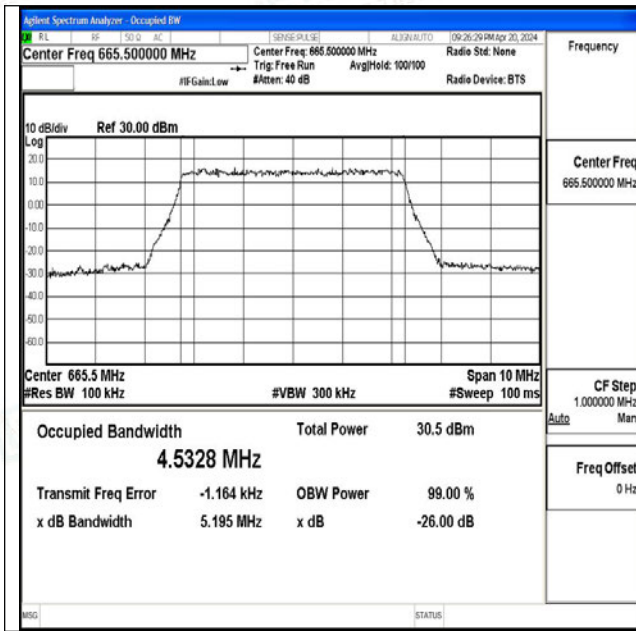 Agilent Spectrum Analyzer - Occupied BW
RL RF 50 Ω AC SENSE:PULSE ALIGNAUTO 09:26:29 PM Apr 20, 2024
Center Freq 665.500000 MHz
Center Freq: 665.500000 MHz
Radio Std: None
Trig: Free Run Avg|Hold: 100/100
#IFGain:Low #Atten: 40 dB Radio Device: BTS
Frequency
10 dB/div Ref 30.00 dBm
Log
20.0
10.0
0.00
-10.0
-20.0
-30.0
-40.0
-50.0
-60.0
Center 665.5 MHz Span 10 MHz
#Res BW 100 kHz #VBW 300 kHz #Sweep 100 ms
Occupied Bandwidth Total Power 30.5 dBm
4.5328 MHz
Transmit Freq Error -1.164 kHz OBW Power 99.00 %
x dB Bandwidth 5.195 MHz x dB -26.00 dB
Center Freq
665.500000 MHz
CF Step
1.000000 MHz
Auto Man
Freq Offset
0 Hz
MSG STATUS